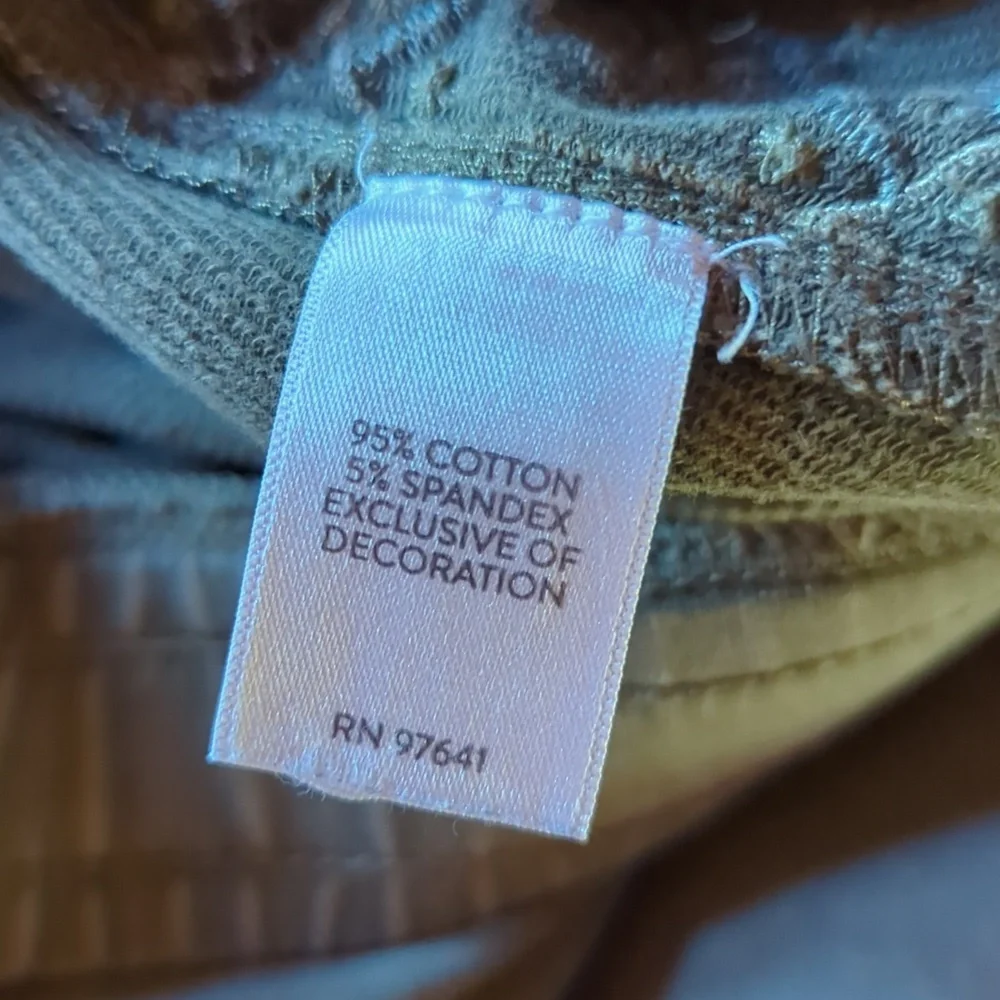 95% COTTON
5% SPANDEX
EXCLUSIVE OF
DECORATION
RN 97641